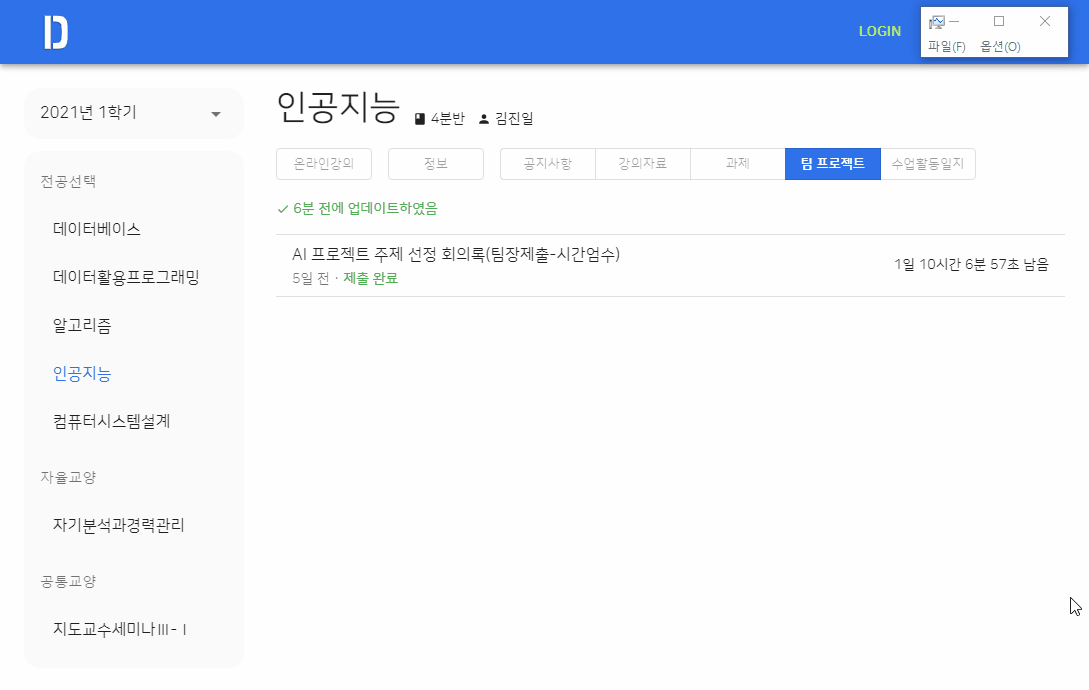 D
LOGIN
파일(F) 옵션(O)
2021년 1학기
전공선택
데이터베이스
데이터활용프로그래밍
알고리즘
인공지능
컴퓨터시스템설계
자율교양
자기분석과경력관리
공통교양
지도교수세미나Ⅲ-Ⅰ
인공지능 4분반 김진일
온라인강의 정보 공지사항 강의자료 과제 팀 프로젝트 수업활동일지
6분 전에 업데이트하였음
AI 프로젝트 주제 선정 회의록(팀장제출-시간엄수)
5일 전 · 제출 완료
1일 10시간 6분 57초 남음